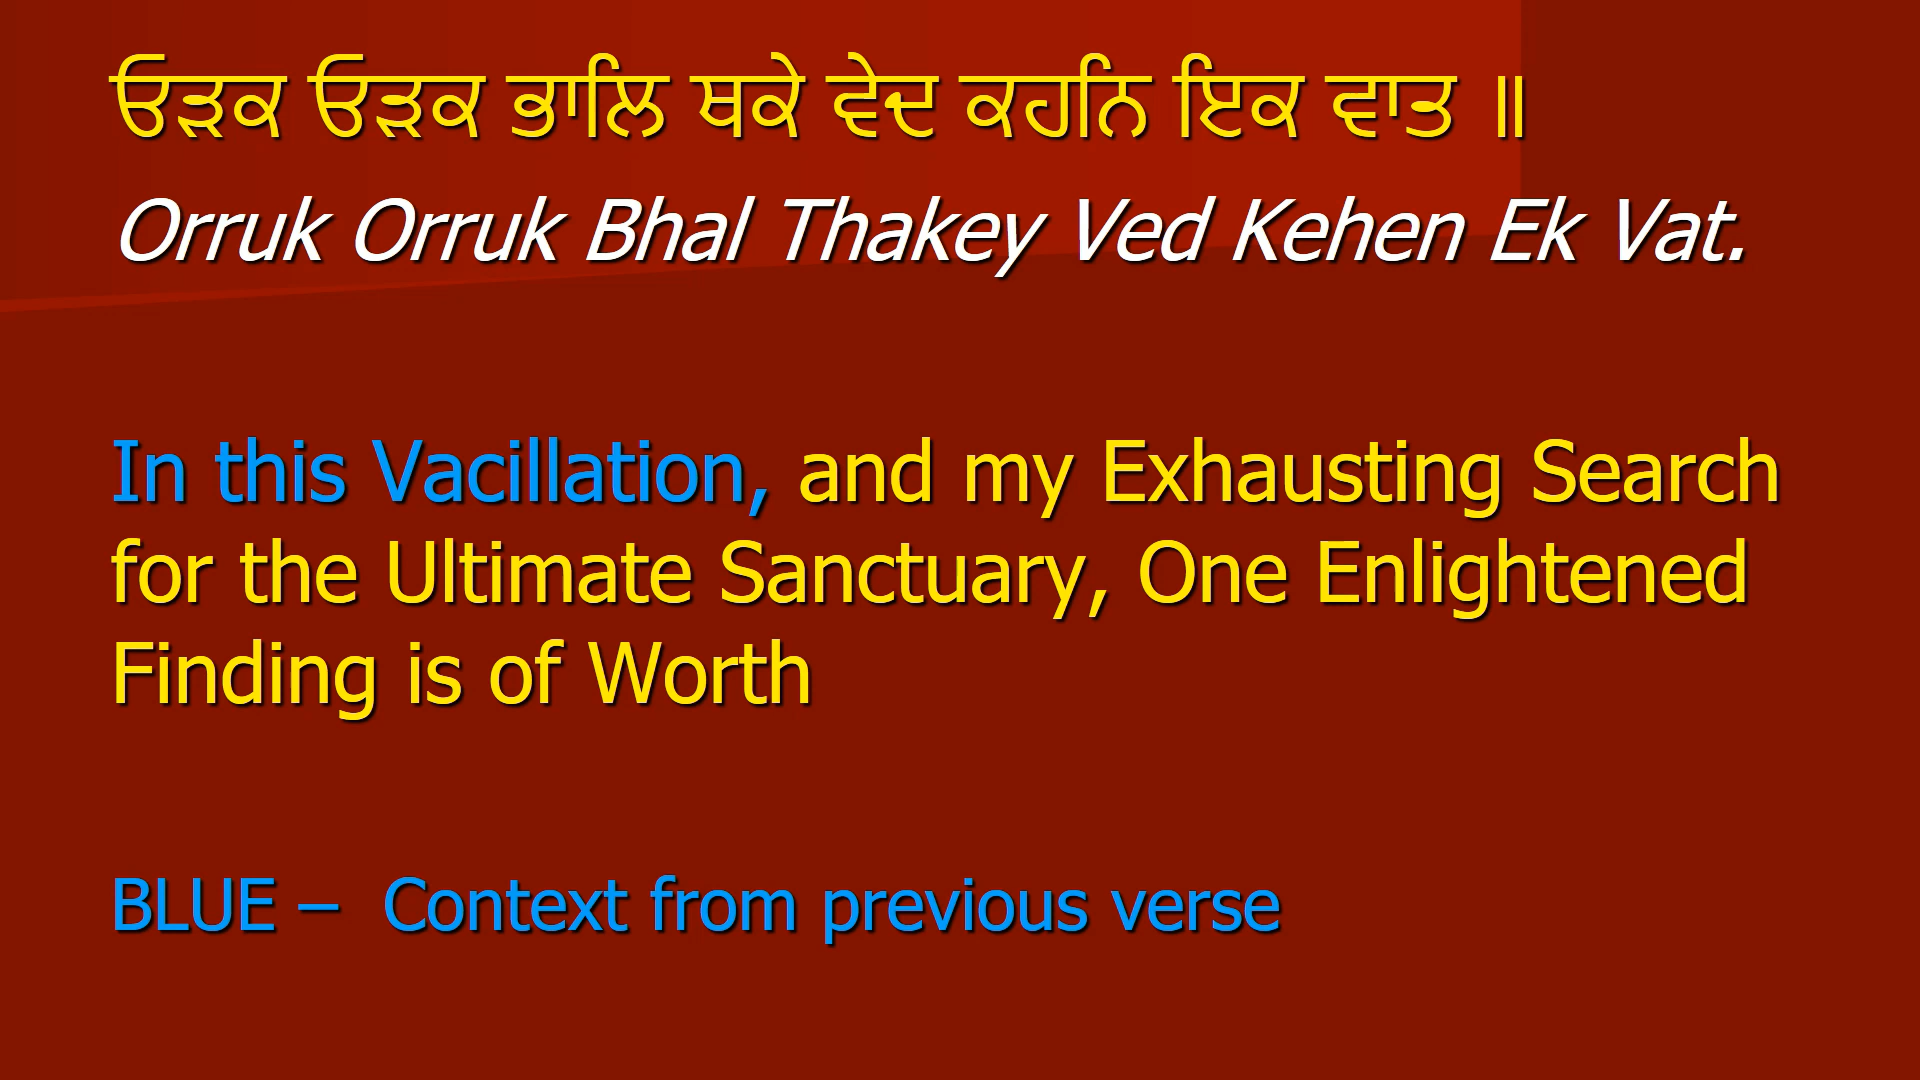 ਓੜਕ ਓੜਕ ਭਾਲਿ ਥਕੇ ਵੇਦ ਕਹਨਿ ਇਕ ਵਾਤ ॥
Orruk Orruk Bhal Thakey Ved Kehen Ek Vat.
In this Vacillation, and my Exhausting Search
for the Ultimate Sanctuary, One Enlightened
Finding is of Worth
BLUE – Context from previous verse